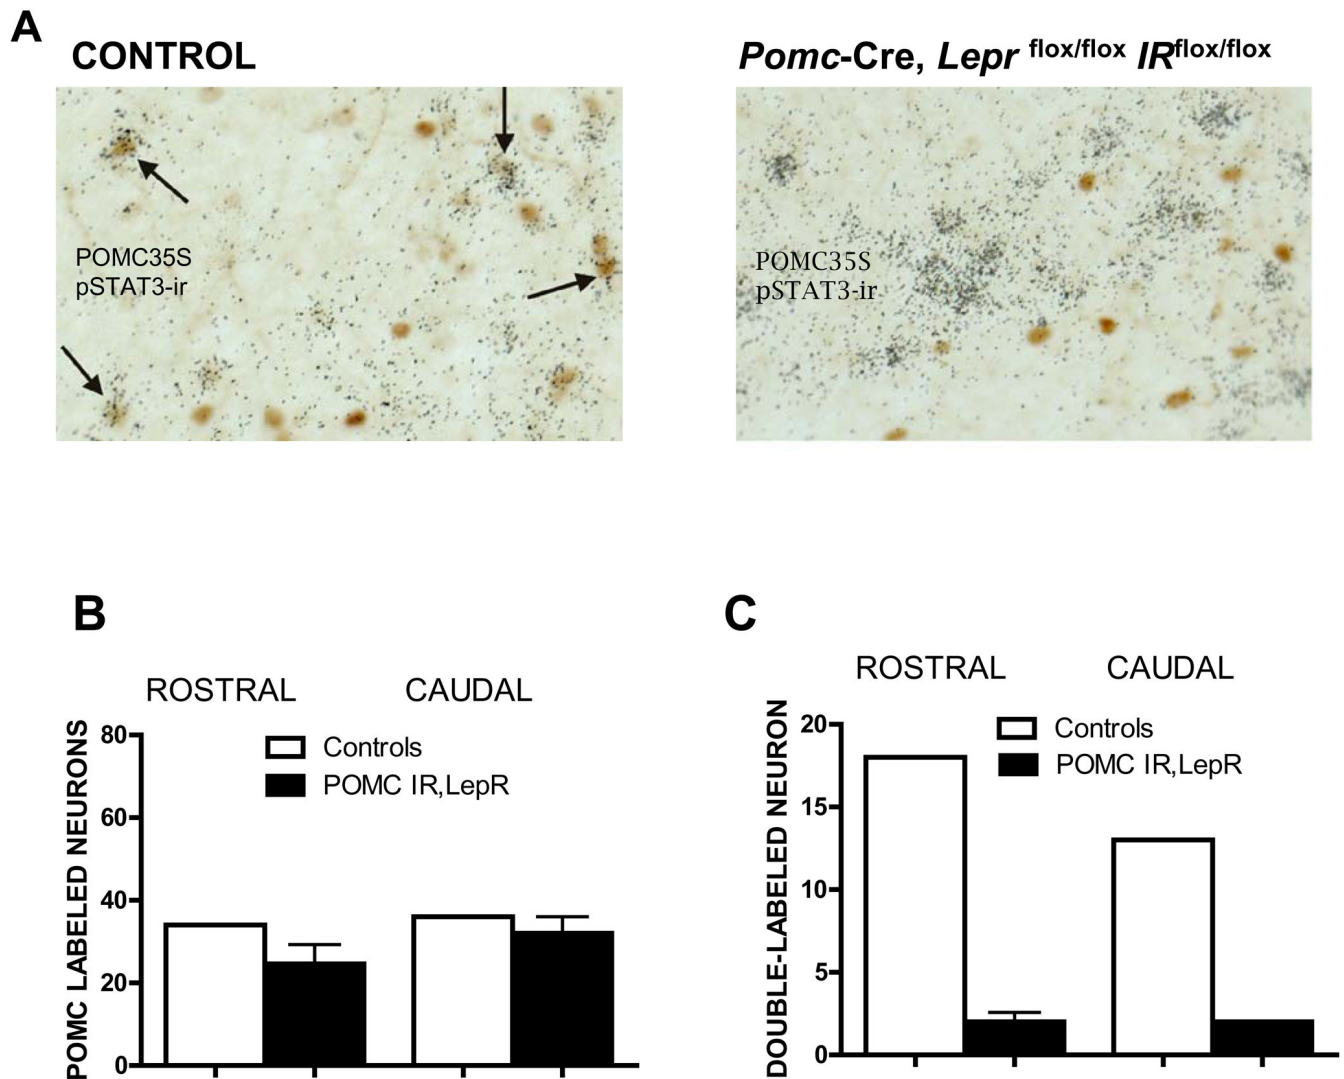 A
CONTROL
Pomc-Cre, Lepr flox/flox IRflox/flox
POMC35S
pSTAT3-ir
POMC35S
pSTAT3-ir
B
ROSTRAL CAUDAL
POMC LABELED NEURONS
80
60
40
20
0
Controls
POMC IR,LepR
C
ROSTRAL CAUDAL
DOUBLE-LABELED NEURON
20
15
10
5
0
Controls
POMC IR,LepR